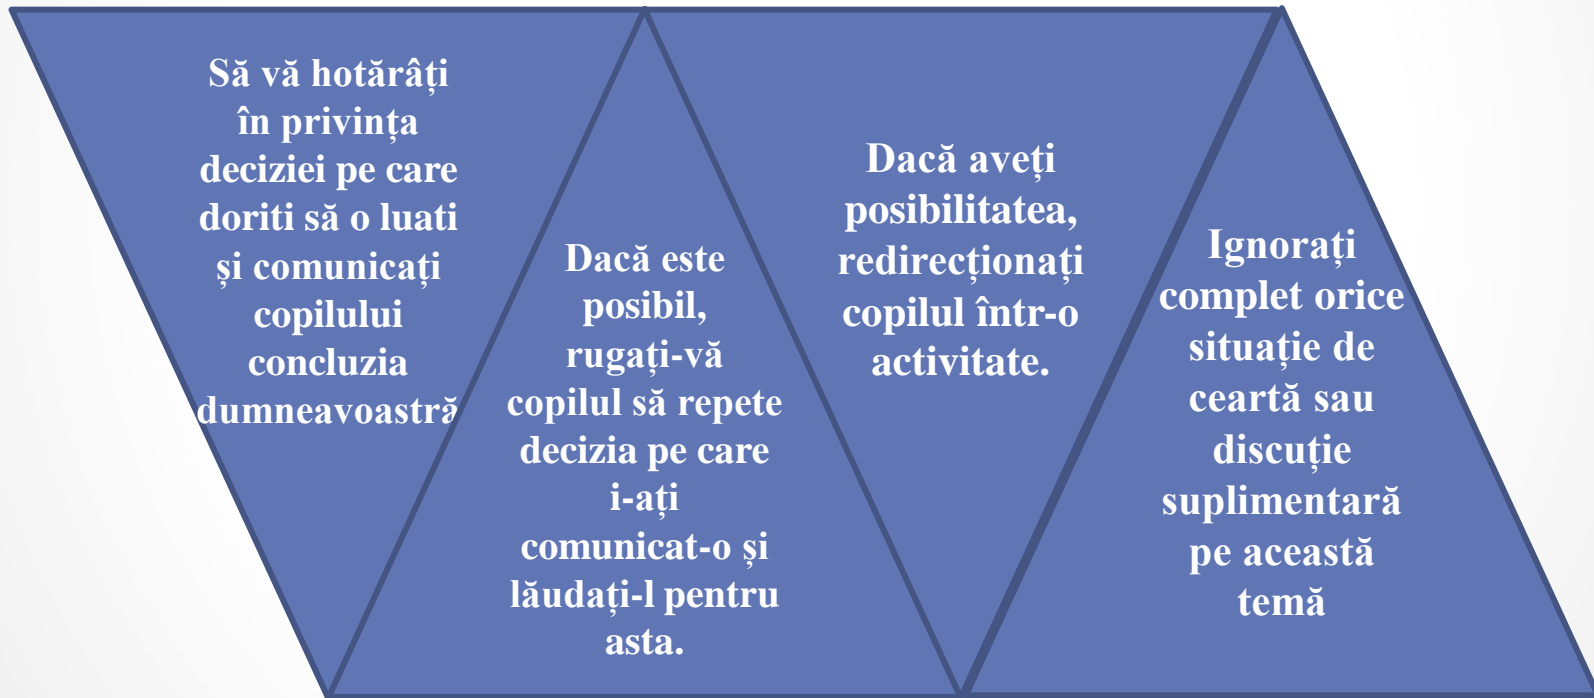 Să vă hotărâți
în privința
deciziei pe care
doriti să o luati
și comunicați
copilului
concluzia
dumneavoastră
Dacă este
posibil,
rugați-vă
copilul să repete
decizia pe care
i-ați
comunicat-o și
lăudați-l pentru
asta.
Dacă aveți
posibilitatea,
redirecționați
copilul într-o
activitate.
Ignorați
complet orice
situație de
ceartă sau
discuție
suplimentară
pe această
temă